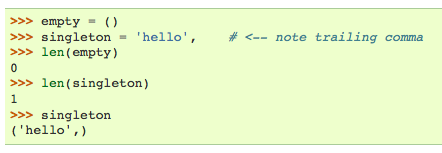 >>> empty = ()
>>> singleton = 'hello',    # <-- note trailing comma
>>> len(empty)
0
>>> len(singleton)
1
>>> singleton
('hello',)